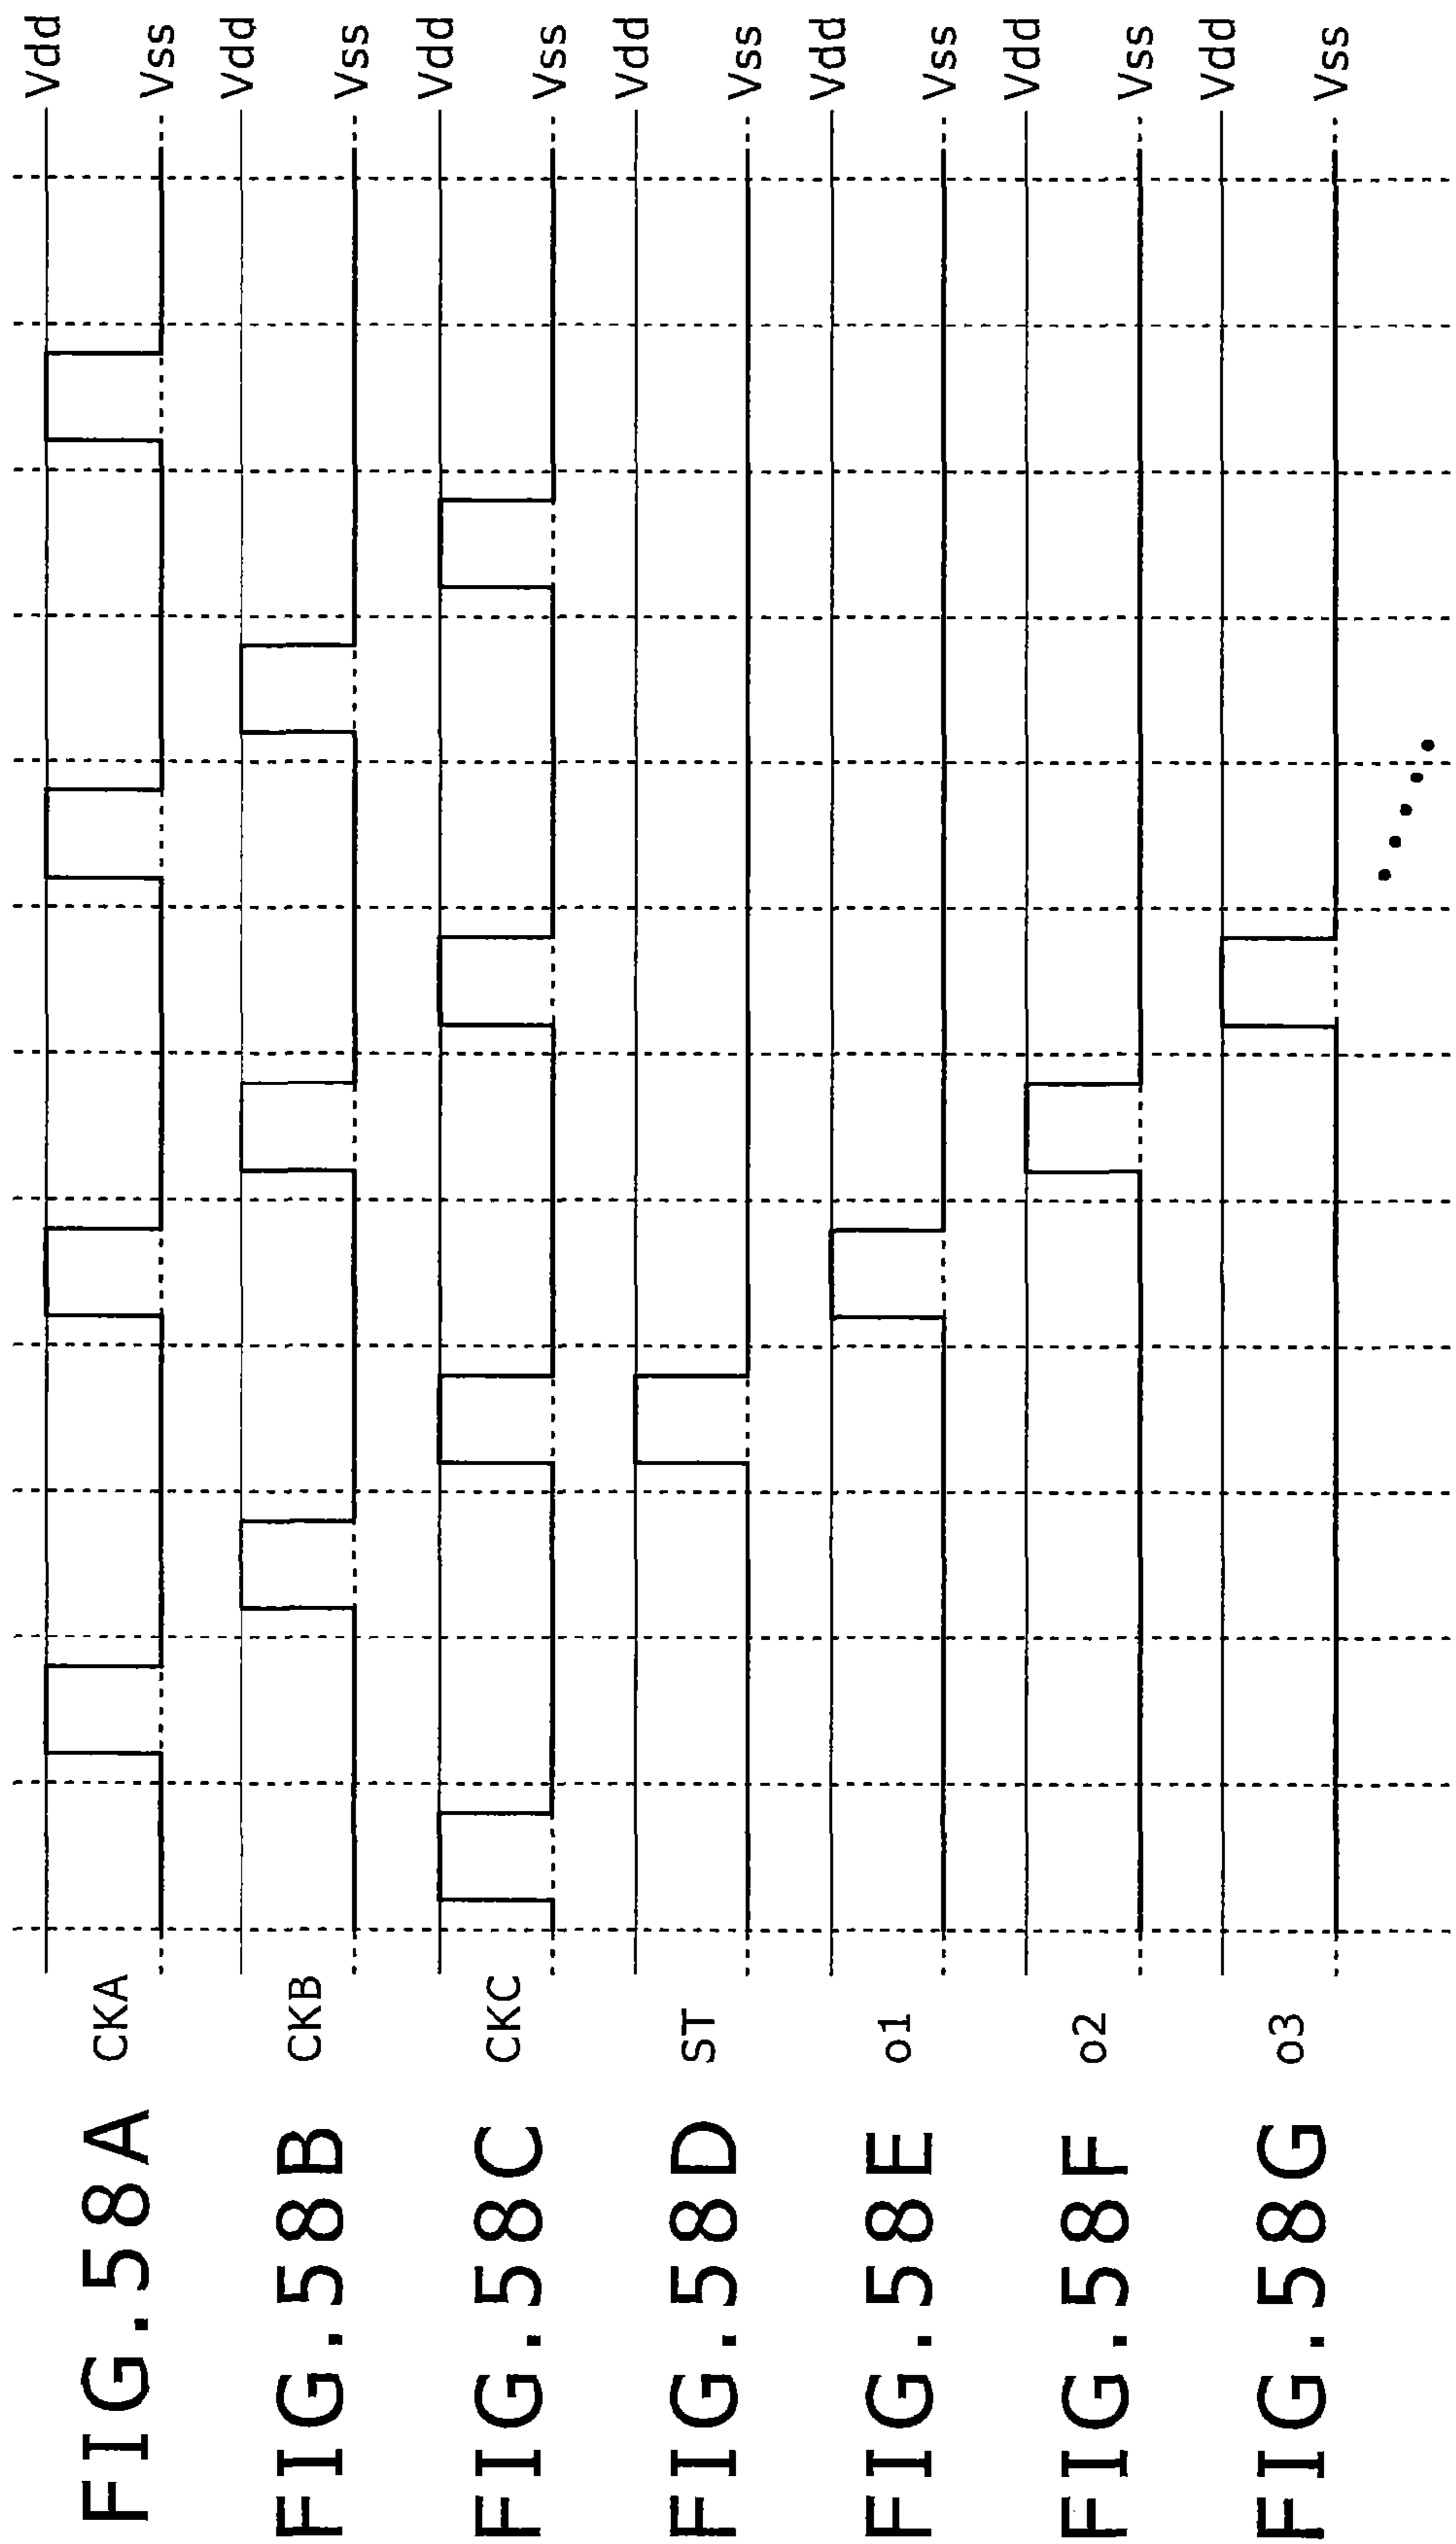 FIG.58A CKA Vdd
Vss
FIG.58B CKB Vdd
Vss
FIG.58C CKC Vdd
Vss
FIG.58D ST Vdd
Vss
FIG.58E o1 Vdd
Vss
FIG.58F o2 Vdd
Vss
FIG.58G o3 Vdd
Vss